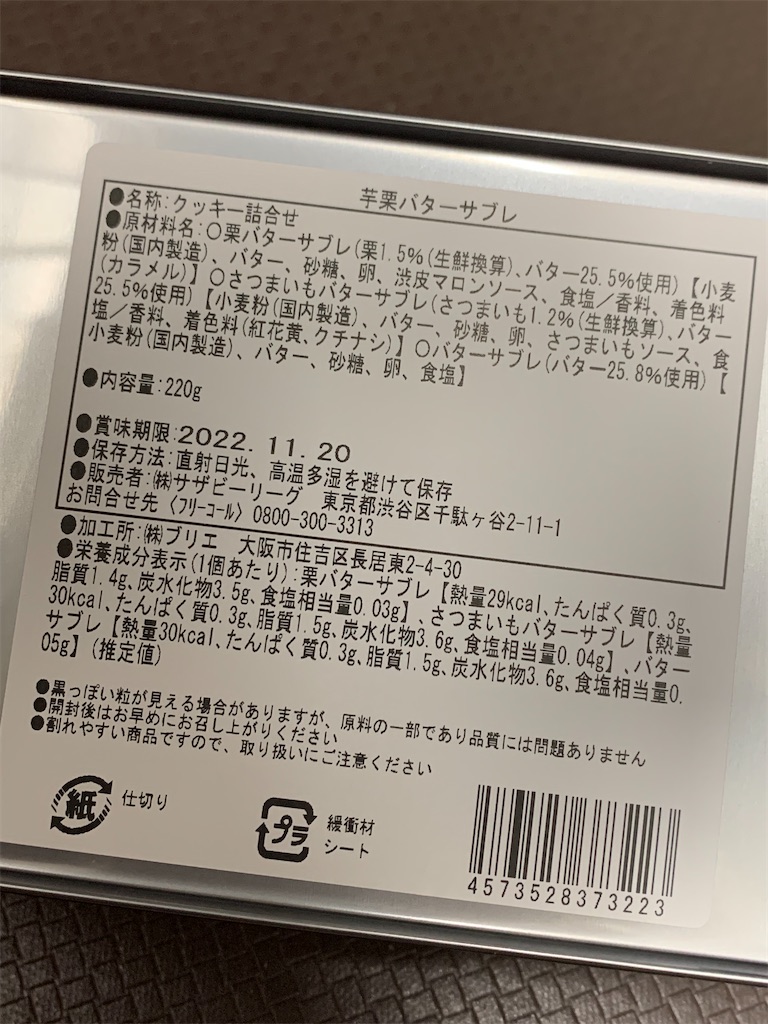 芋栗バターサブレ
●名称:クッキー詰合せ
●原材料名:○栗バターサブレ(栗1.5%(生鮮換算)、バター25.5%使用)【小麦
粉(国内製造)、バター、砂糖、卵、渋皮マロンソース、食塩/香料、着色料
(カラメル)】○さつまいもバターサブレ(さつまいも1.2%(生鮮換算)、バター
25.5%使用)【小麦粉(国内製造)、バター、砂糖、卵、さつまいもソース、食
塩/香料、着色料(紅花黄、クチナシ)】○バターサブレ(バター25.8%使用)【
小麦粉(国内製造)、バター、砂糖、卵、食塩】
●内容量:220g
●賞味期限:2022.11.20
●保存方法:直射日光、高温多湿を避けて保存
●販売者:㈱サザビーリーグ 東京都渋谷区千駄ヶ谷2-11-1
お問合せ先〈フリーコール〉0800-300-3313
●加工所:㈱ブリエ 大阪市住吉区長居東2-4-30
●栄養成分表示(1個あたり):栗バターサブレ【熱量29kcal、たんぱく質0.3g、
脂質1.4g、炭水化物3.5g、食塩相当量0.03g】、さつまいもバターサブレ【熱量
30kcal、たんぱく質0.3g、脂質1.5g、炭水化物3.6g、食塩相当量0.04g】、バター
サブレ【熱量30kcal、たんぱく質0.3g、脂質1.5g、炭水化物3.6g、食塩相当量0.
05g】(推定値)
●黒っぽい粒が見える場合がありますが、原料の一部であり品質には問題ありません
●開封後はお早めにお召し上がりください
●割れやすい商品ですので、取り扱いにご注意ください
紙 仕切り
プラ 緩衝材
シート
4573528373223